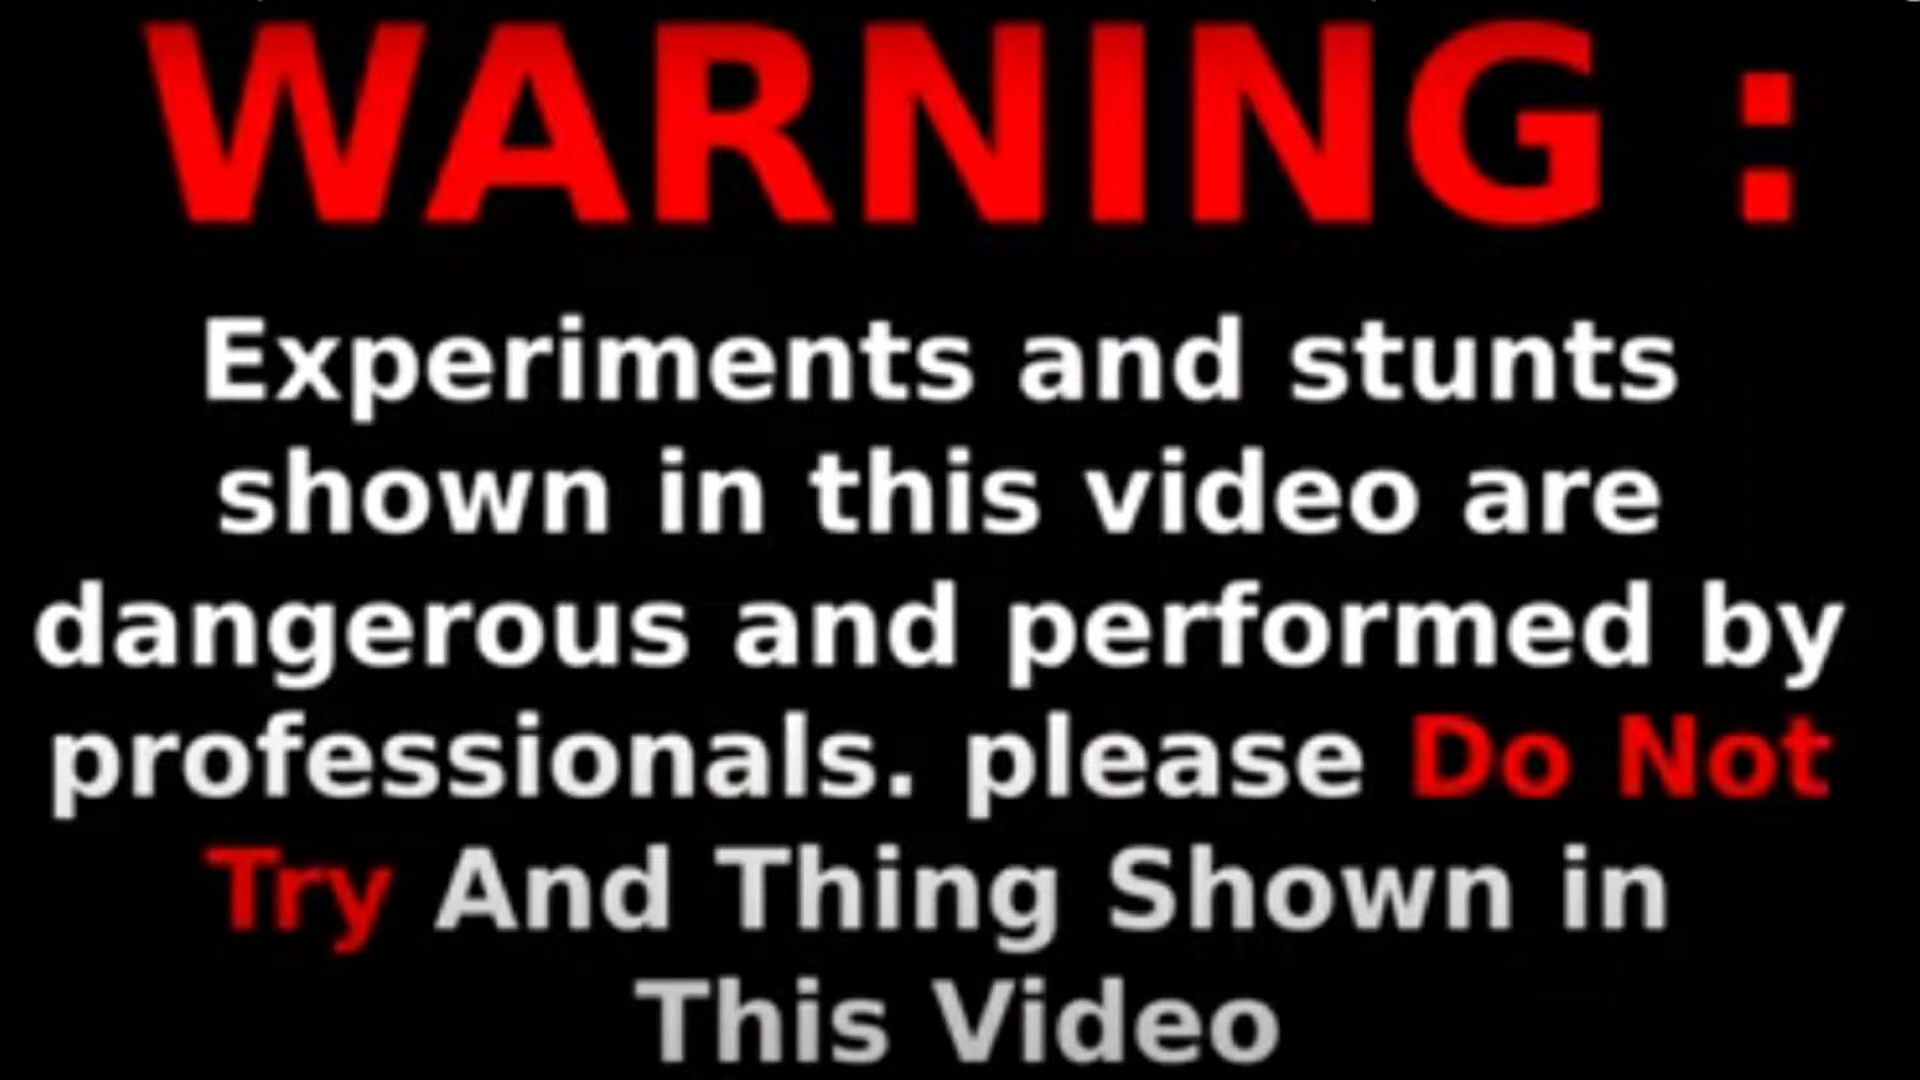 WARNING :
Experiments and stunts
shown in this video are
dangerous and performed by
professionals. please Do Not
Try And Thing Shown in
This Video